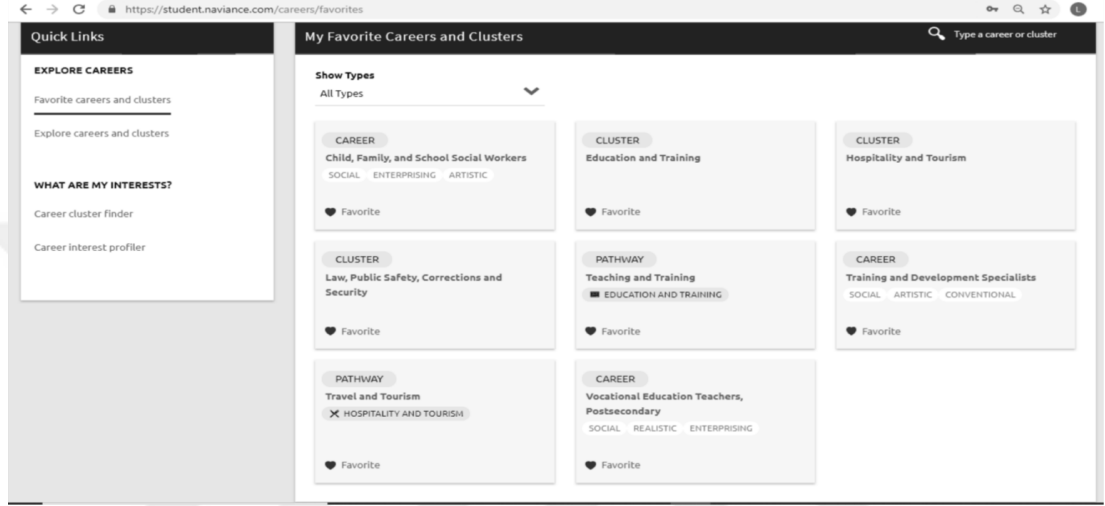 https://student.naviance.com/careers/favorites
L
Quick Links
EXPLORE CAREERS
Favorite careers and clusters
Explore careers and clusters
WHAT ARE MY INTERESTS?
Career cluster finder
Career interest profiler
My Favorite Careers and Clusters
Type a career or cluster
Show Types
All Types
CAREER
Child, Family, and School Social Workers
SOCIAL ENTERPRISING ARTISTIC
Favorite
CLUSTER
Education and Training
Favorite
CLUSTER
Hospitality and Tourism
Favorite
CLUSTER
Law, Public Safety, Corrections and
Security
Favorite
PATHWAY
Teaching and Training
EDUCATION AND TRAINING
Favorite
CAREER
Training and Development Specialists
SOCIAL ARTISTIC CONVENTIONAL
Favorite
PATHWAY
Travel and Tourism
HOSPITALITY AND TOURISM
Favorite
CAREER
Vocational Education Teachers,
Postsecondary
SOCIAL REALISTIC ENTERPRISING
Favorite